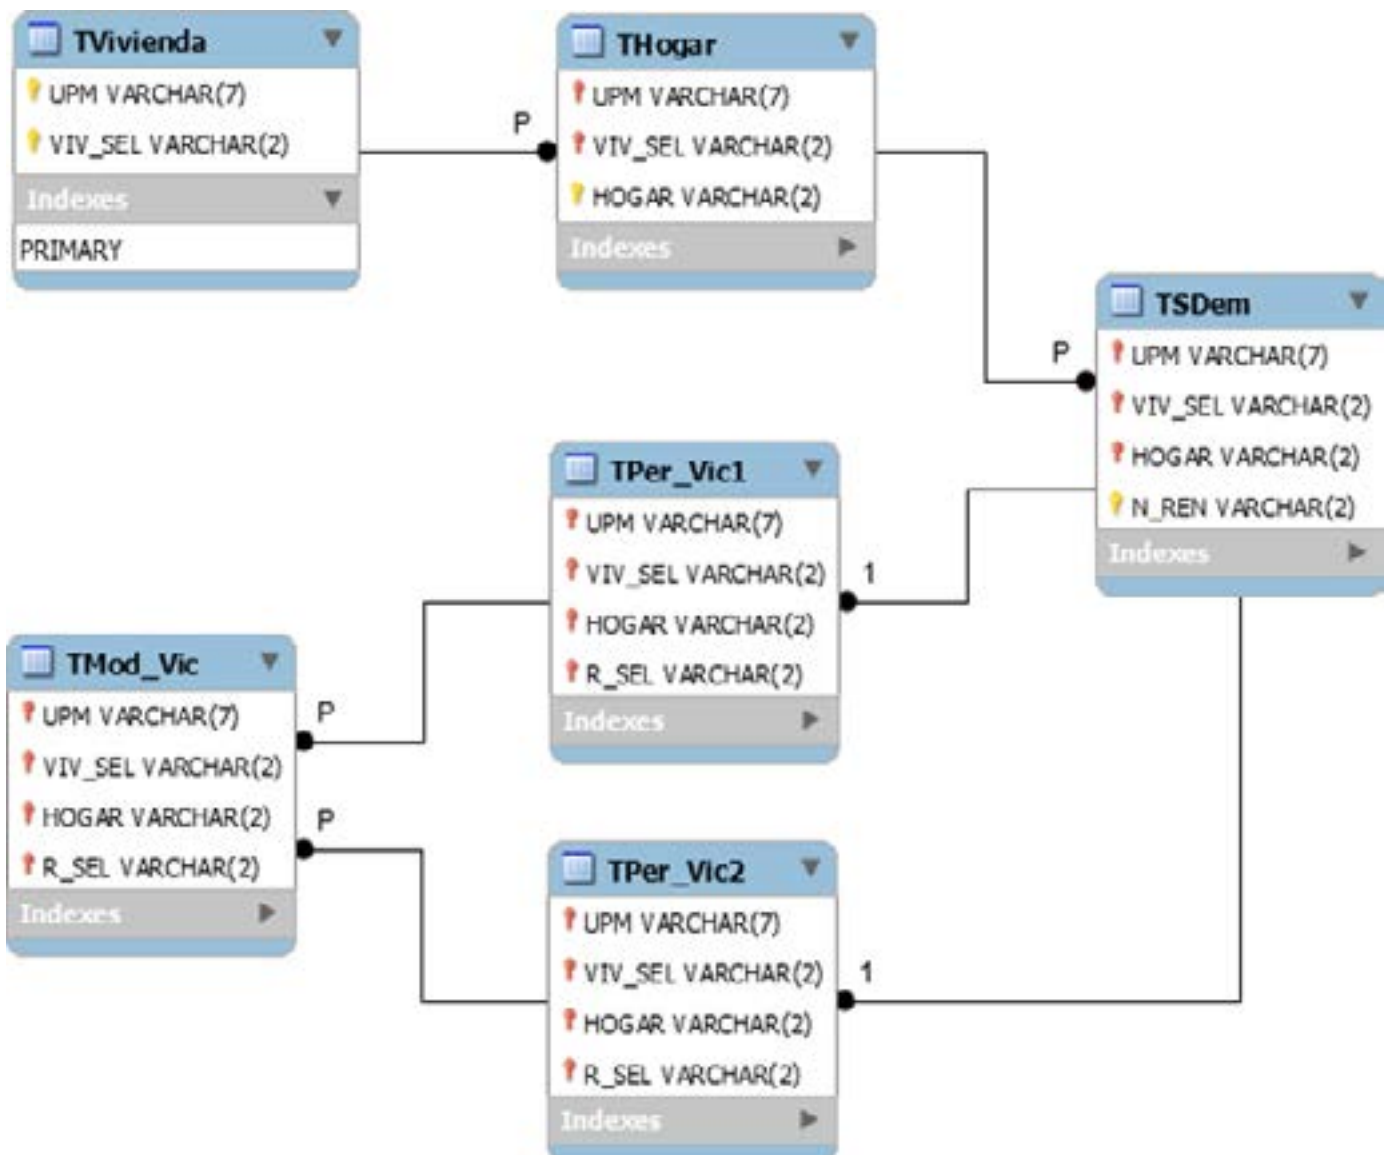 TVivienda
UPM VARCHAR(7)
VIV_SEL VARCHAR(2)
Indexes
PRIMARY
P
THogar
UPM VARCHAR(7)
VIV_SEL VARCHAR(2)
HOGAR VARCHAR(2)
Indexes
P
TSDem
UPM VARCHAR(7)
VIV_SEL VARCHAR(2)
HOGAR VARCHAR(2)
N_REN VARCHAR(2)
Indexes
TPer_Vic1
UPM VARCHAR(7)
VIV_SEL VARCHAR(2)
HOGAR VARCHAR(2)
R_SEL VARCHAR(2)
Indexes
1
TMod_Vic
UPM VARCHAR(7)
VIV_SEL VARCHAR(2)
HOGAR VARCHAR(2)
R_SEL VARCHAR(2)
Indexes
P
P
TPer_Vic2
UPM VARCHAR(7)
VIV_SEL VARCHAR(2)
HOGAR VARCHAR(2)
R_SEL VARCHAR(2)
Indexes
1